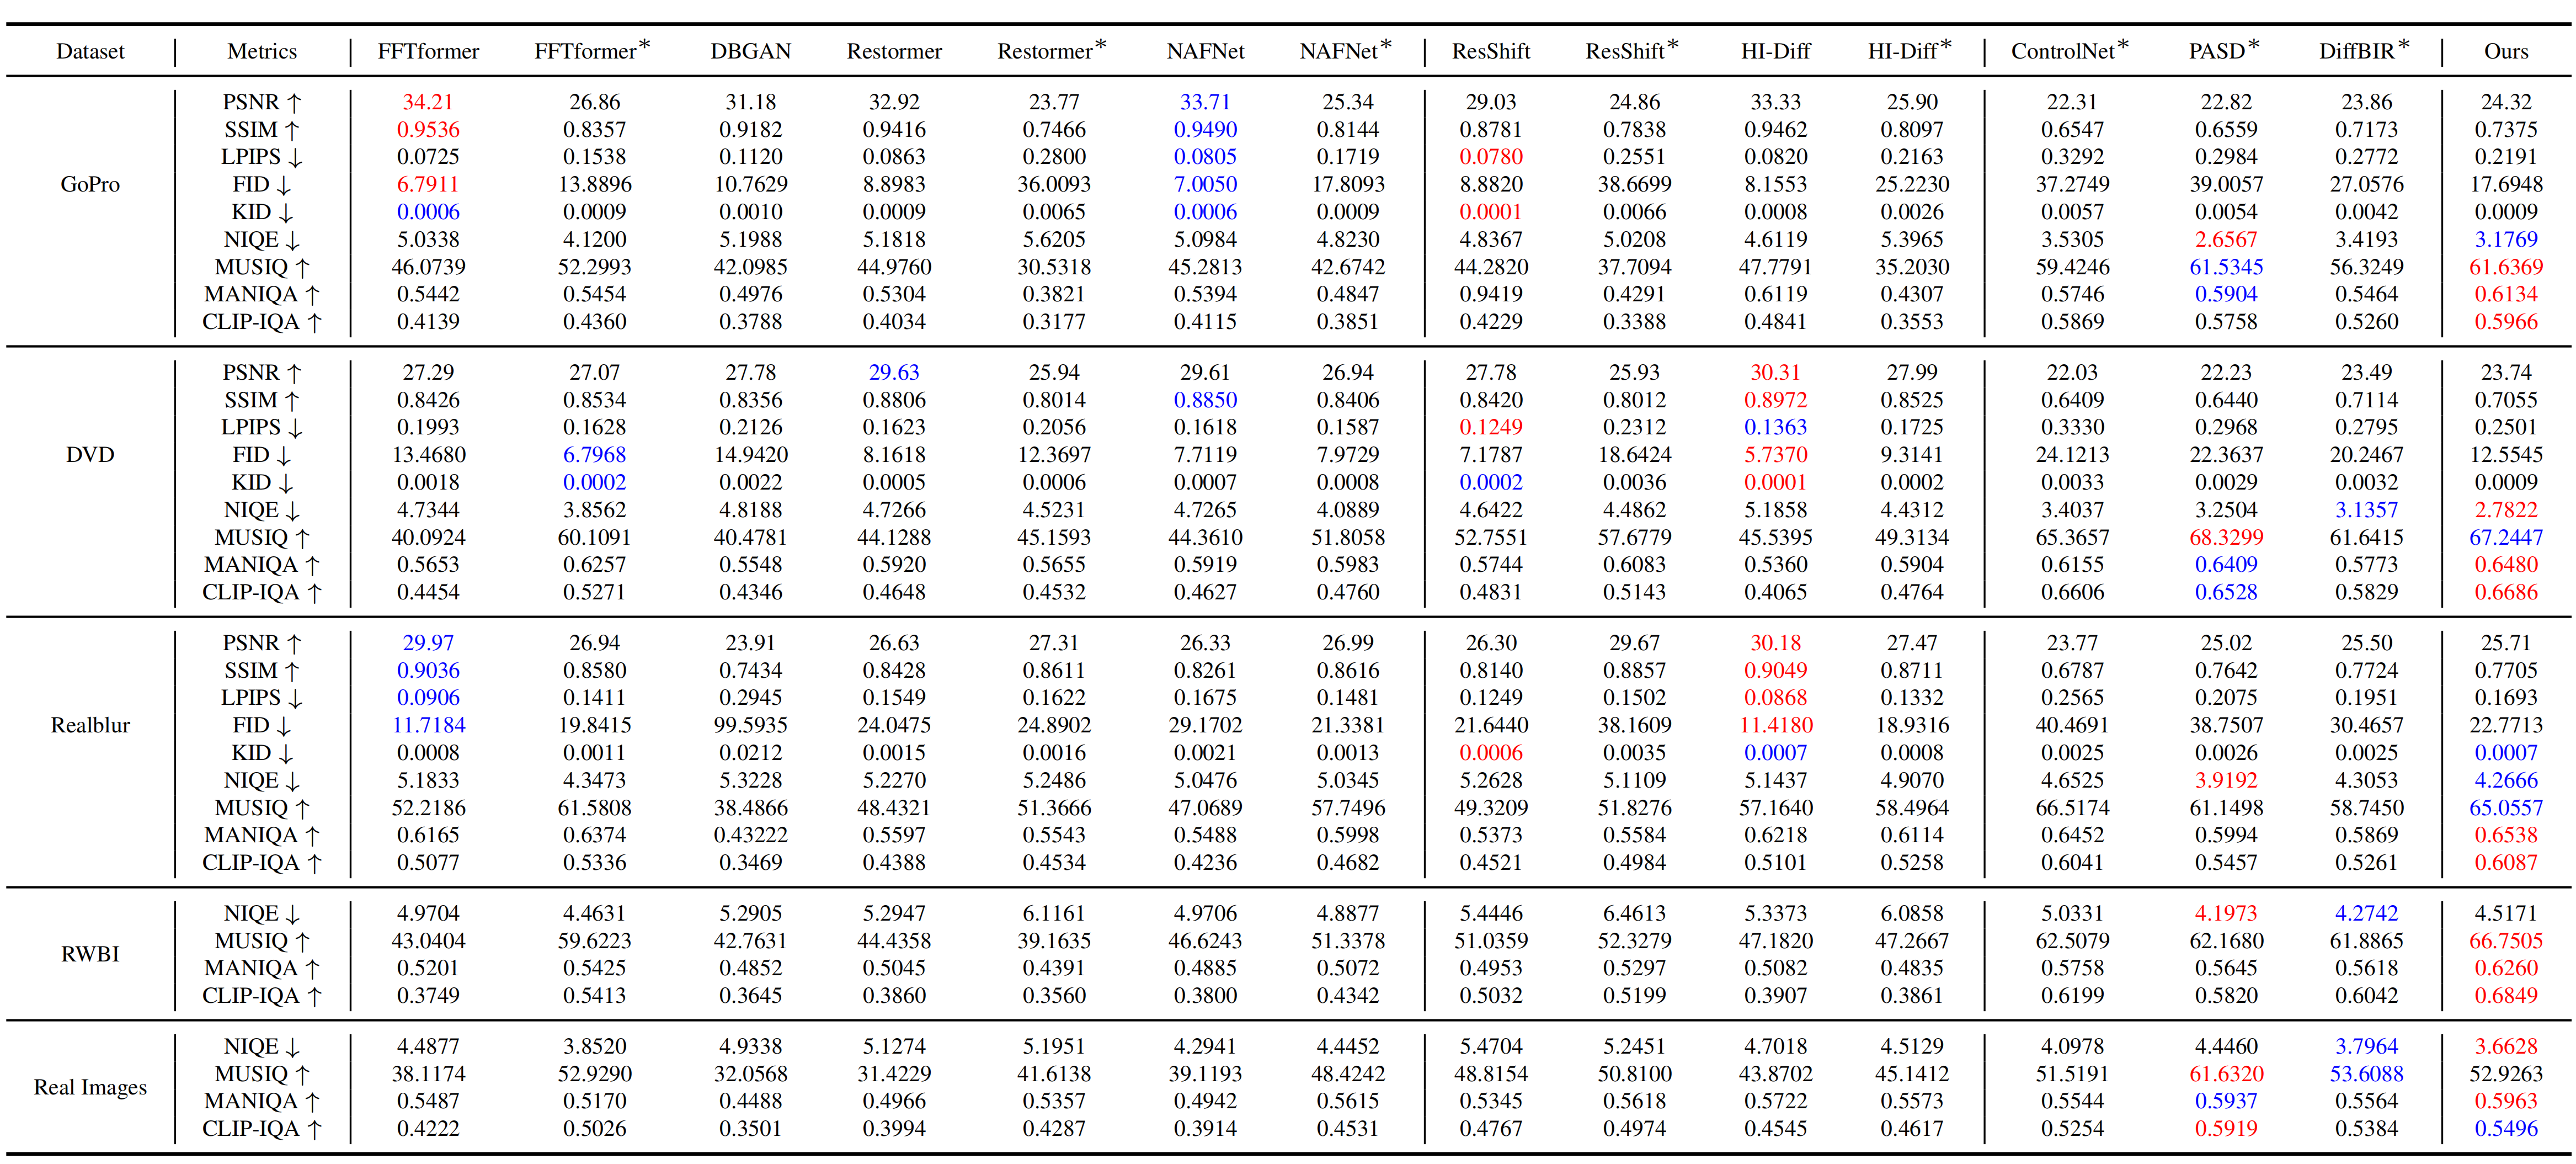 Dataset Metrics FFTformer FFTformer* DBGAN Restormer Restormer* NAFNet NAFNet* ResShift ResShift* HI-Diff HI-Diff* ControlNet* PASD* DiffBIR* Ours
PSNR ↑ 34.21 26.86 31.18 32.92 23.77 33.71 25.34 29.03 24.86 33.33 25.90 22.31 22.82 23.86 24.32
SSIM ↑ 0.9536 0.8357 0.9182 0.9416 0.7466 0.9490 0.8144 0.8781 0.7838 0.9462 0.8097 0.6547 0.6559 0.7173 0.7375
LPIPS ↓ 0.0725 0.1538 0.1120 0.0863 0.2800 0.0805 0.1719 0.0780 0.2551 0.0820 0.2163 0.3292 0.2984 0.2772 0.2191
GoPro FID ↓ 6.7911 13.8896 10.7629 8.8983 36.0093 7.0050 17.8093 8.8820 38.6699 8.1553 25.2230 37.2749 39.0057 27.0576 17.6948
KID ↓ 0.0006 0.0009 0.0010 0.0009 0.0065 0.0006 0.0009 0.0001 0.0066 0.0008 0.0026 0.0057 0.0054 0.0042 0.0009
NIQE ↓ 5.0338 4.1200 5.1988 5.1818 5.6205 5.0984 4.8230 4.8367 5.0208 4.6119 5.3965 3.5305 2.6567 3.4193 3.1769
MUSIQ ↑ 46.0739 52.2993 42.0985 44.9760 30.5318 45.2813 42.6742 44.2820 37.7094 47.7791 35.2030 59.4246 61.5345 56.3249 61.6369
MANIQA ↑ 0.5442 0.5454 0.4976 0.5304 0.3821 0.5394 0.4847 0.9419 0.4291 0.6119 0.4307 0.5746 0.5904 0.5464 0.6134
CLIP-IQA ↑ 0.4139 0.4360 0.3788 0.4034 0.3177 0.4115 0.3851 0.4229 0.3388 0.4841 0.3553 0.5869 0.5758 0.5260 0.5966
PSNR ↑ 27.29 27.07 27.78 29.63 25.94 29.61 26.94 27.78 25.93 30.31 27.99 22.03 22.23 23.49 23.74
SSIM ↑ 0.8426 0.8534 0.8356 0.8806 0.8014 0.8850 0.8406 0.8420 0.8012 0.8972 0.8525 0.6409 0.6440 0.7114 0.7055
LPIPS ↓ 0.1993 0.1628 0.2126 0.1623 0.2056 0.1618 0.1587 0.1249 0.2312 0.1363 0.1725 0.3330 0.2968 0.2795 0.2501
DVD FID ↓ 13.4680 6.7968 14.9420 8.1618 12.3697 7.7119 7.9729 7.1787 18.6424 5.7370 9.3141 24.1213 22.3637 20.2467 12.5545
KID ↓ 0.0018 0.0002 0.0022 0.0005 0.0006 0.0007 0.0008 0.0002 0.0036 0.0001 0.0002 0.0033 0.0029 0.0032 0.0009
NIQE ↓ 4.7344 3.8562 4.8188 4.7266 4.5231 4.7265 4.0889 4.6422 4.4862 5.1858 4.4312 3.4037 3.2504 3.1357 2.7822
MUSIQ ↑ 40.0924 60.1091 40.4781 44.1288 45.1593 44.3610 51.8058 52.7551 57.6779 45.5395 49.3134 65.3657 68.3299 61.6415 67.2447
MANIQA ↑ 0.5653 0.6257 0.5548 0.5920 0.5655 0.5919 0.5983 0.5744 0.6083 0.5360 0.5904 0.6155 0.6409 0.5773 0.6480
CLIP-IQA ↑ 0.4454 0.5271 0.4346 0.4648 0.4532 0.4627 0.4760 0.4831 0.5143 0.4065 0.4764 0.6606 0.6528 0.5829 0.6686
PSNR ↑ 29.97 26.94 23.91 26.63 27.31 26.33 26.99 26.30 29.67 30.18 27.47 23.77 25.02 25.50 25.71
SSIM ↑ 0.9036 0.8580 0.7434 0.8428 0.8611 0.8261 0.8616 0.8140 0.8857 0.9049 0.8711 0.6787 0.7642 0.7724 0.7705
LPIPS ↓ 0.0906 0.1411 0.2945 0.1549 0.1622 0.1675 0.1481 0.1249 0.1502 0.0868 0.1332 0.2565 0.2075 0.1951 0.1693
Realblur FID ↓ 11.7184 19.8415 99.5935 24.0475 24.8902 29.1702 21.3381 21.6440 38.1609 11.4180 18.9316 40.4691 38.7507 30.4657 22.7713
KID ↓ 0.0008 0.0011 0.0212 0.0015 0.0016 0.0021 0.0013 0.0006 0.0035 0.0007 0.0008 0.0025 0.0026 0.0025 0.0007
NIQE ↓ 5.1833 4.3473 5.3228 5.2270 5.2486 5.0476 5.0345 5.2628 5.1109 5.1437 4.9070 4.6525 3.9192 4.3053 4.2666
MUSIQ ↑ 52.2186 61.5808 38.4866 48.4321 51.3666 47.0689 57.7496 49.3209 51.8276 57.1640 58.4964 66.5174 61.1498 58.7450 65.0557
MANIQA ↑ 0.6165 0.6374 0.43222 0.5597 0.5543 0.5488 0.5998 0.5373 0.5584 0.6218 0.6114 0.6452 0.5994 0.5869 0.6538
CLIP-IQA ↑ 0.5077 0.5336 0.3469 0.4388 0.4534 0.4236 0.4682 0.4521 0.4984 0.5101 0.5258 0.6041 0.5457 0.5261 0.6087
NIQE ↓ 4.9704 4.4631 5.2905 5.2947 6.1161 4.9706 4.8877 5.4446 6.4613 5.3373 6.0858 5.0331 4.1973 4.2742 4.5171
RWBI MUSIQ ↑ 43.0404 59.6223 42.7631 44.4358 39.1635 46.6243 51.3378 51.0359 52.3279 47.1820 47.2667 62.5079 62.1680 61.8865 66.7505
MANIQA ↑ 0.5201 0.5425 0.4852 0.5045 0.4391 0.4885 0.5072 0.4953 0.5297 0.5082 0.4835 0.5758 0.5645 0.5618 0.6260
CLIP-IQA ↑ 0.3749 0.5413 0.3645 0.3860 0.3560 0.3800 0.4342 0.5032 0.5199 0.3907 0.3861 0.6199 0.5820 0.6042 0.6849
NIQE ↓ 4.4877 3.8520 4.9338 5.1274 5.1951 4.2941 4.4452 5.4704 5.2451 4.7018 4.5129 4.0978 4.4460 3.7964 3.6628
Real Images MUSIQ ↑ 38.1174 52.9290 32.0568 31.4229 41.6138 39.1193 48.4242 48.8154 50.8100 43.8702 45.1412 51.5191 61.6320 53.6088 52.9263
MANIQA ↑ 0.5487 0.5170 0.4488 0.4966 0.5357 0.4942 0.5615 0.5345 0.5618 0.5722 0.5573 0.5544 0.5937 0.5564 0.5963
CLIP-IQA ↑ 0.4222 0.5026 0.3501 0.3994 0.4287 0.3914 0.4531 0.4767 0.4974 0.4545 0.4617 0.5254 0.5919 0.5384 0.5496